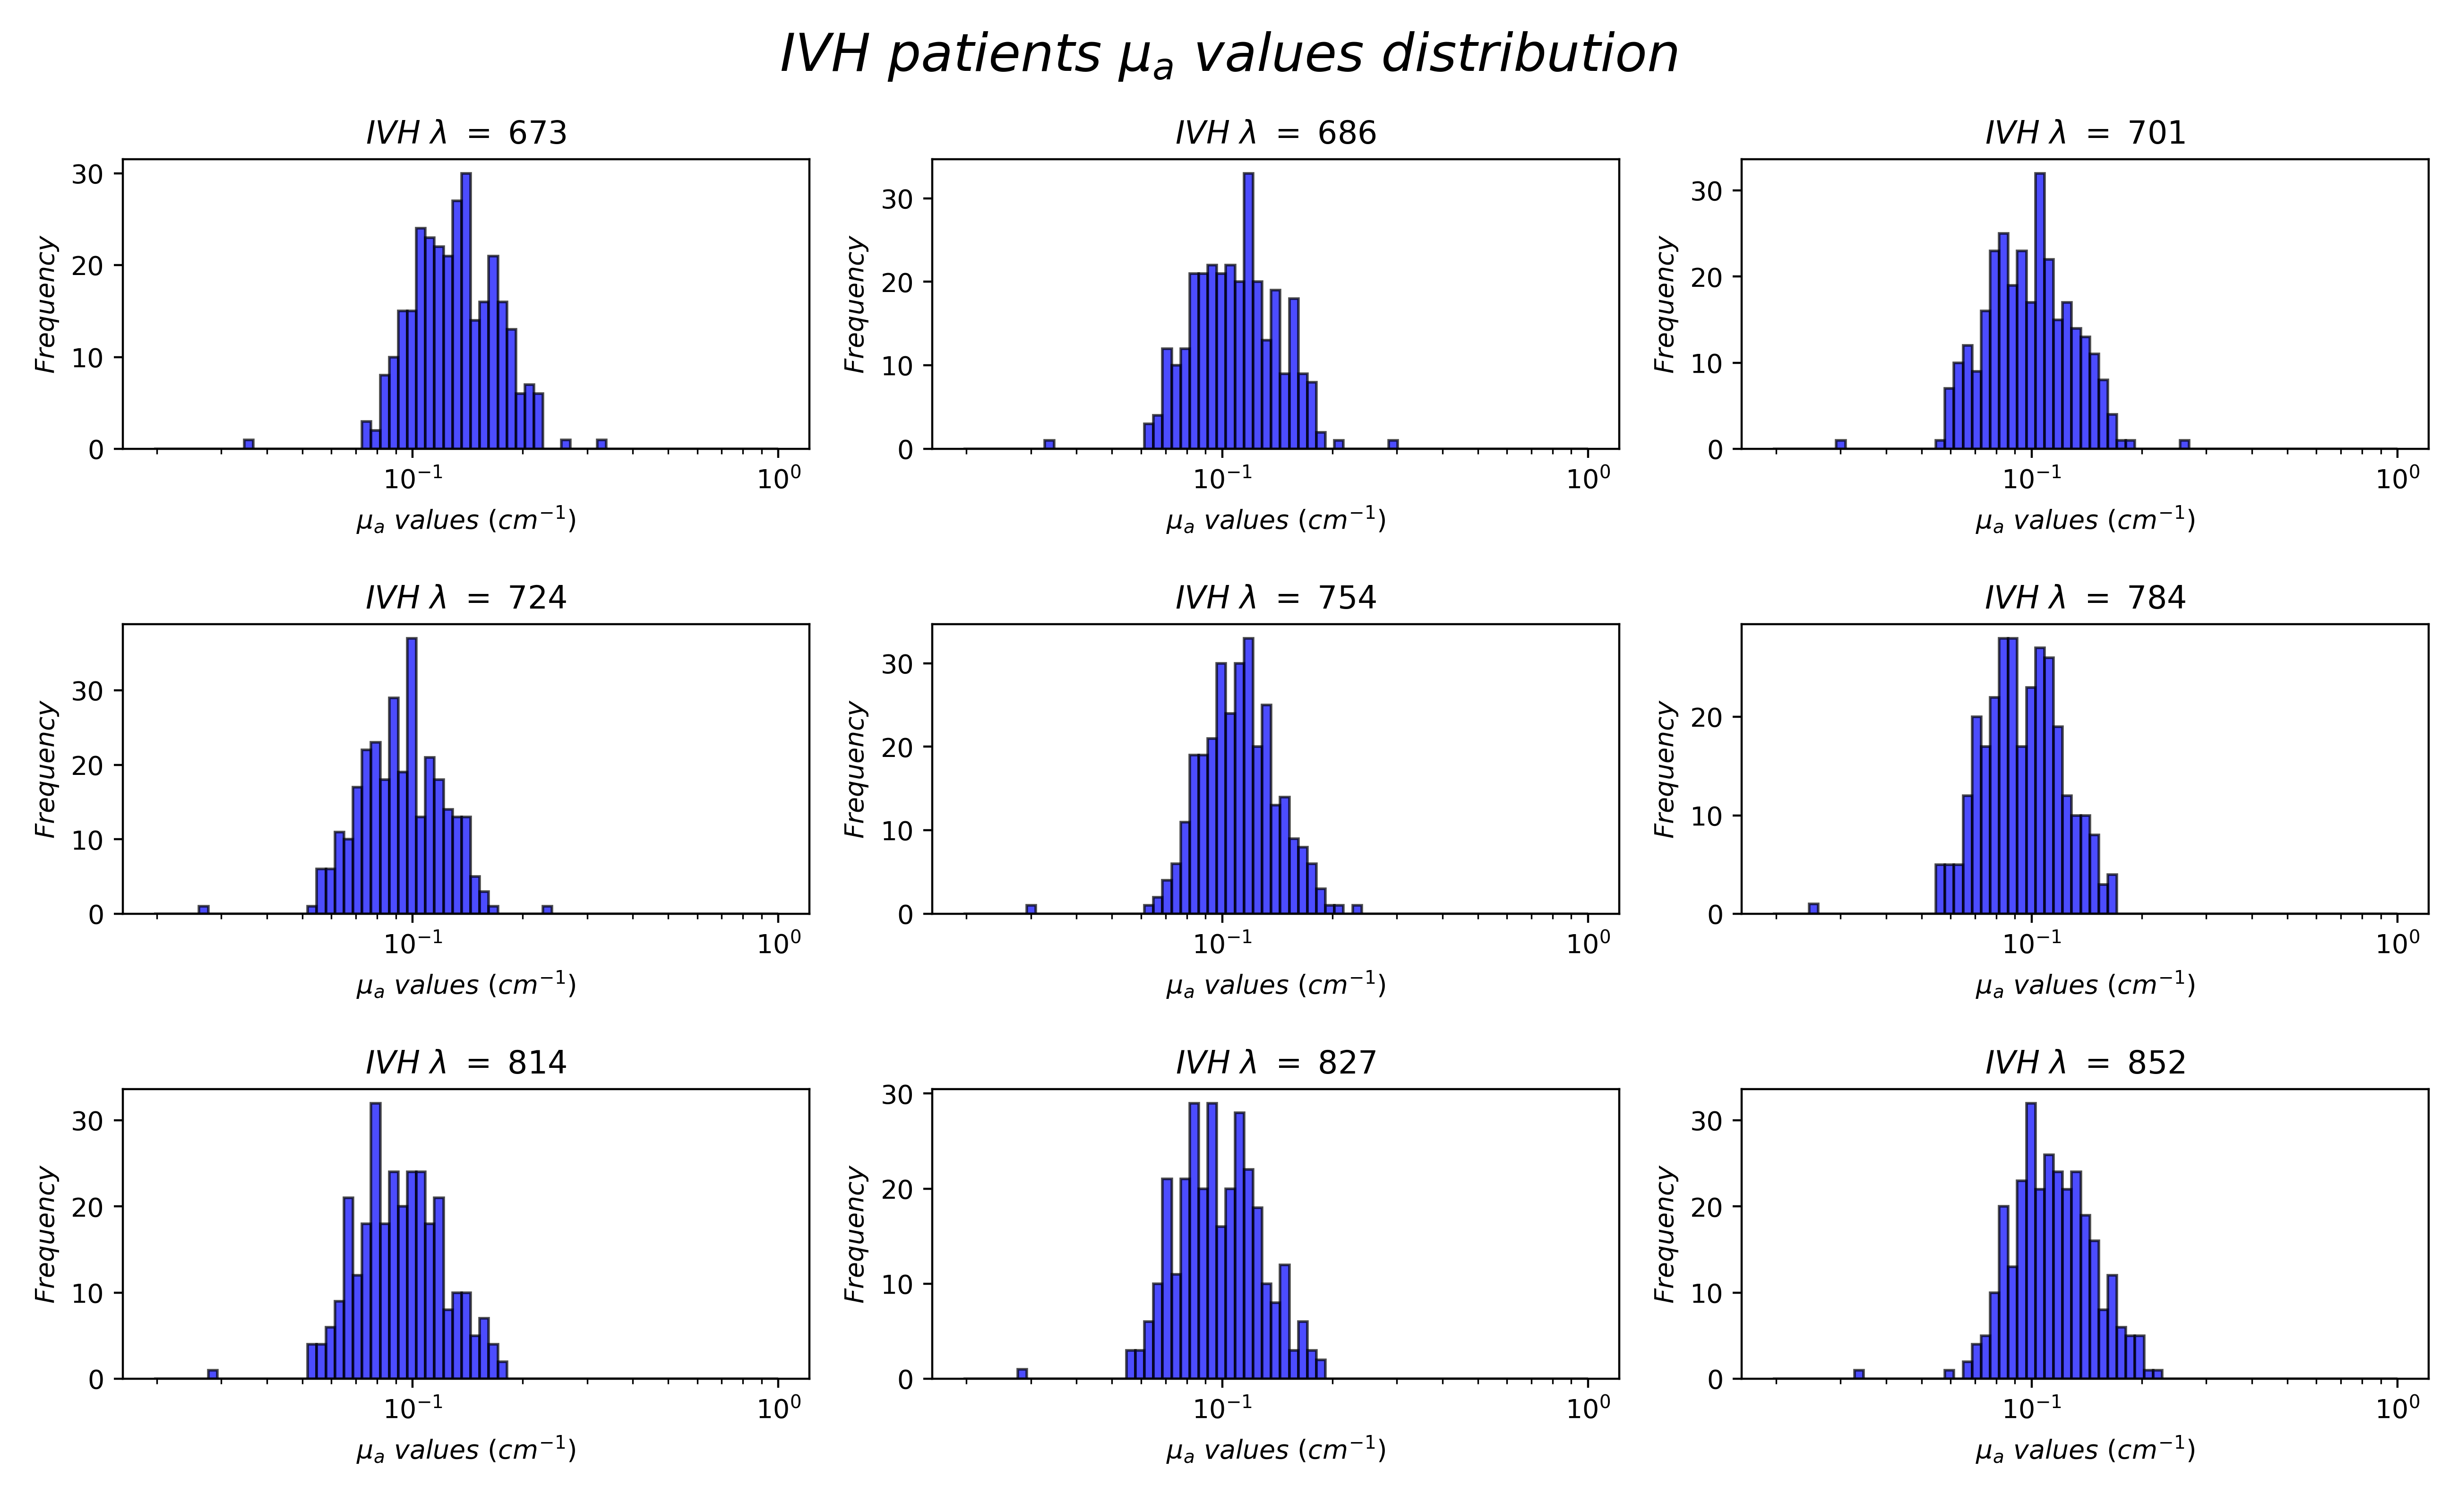 IVH patients μₐ values distribution
IVH λ = 673
IVH λ = 686
IVH λ = 701
30
20
10
0
Frequency
10⁻¹
10⁰
μₐ values (cm⁻¹)
30
20
10
0
Frequency
10⁻¹
10⁰
μₐ values (cm⁻¹)
30
20
10
0
Frequency
10⁻¹
10⁰
μₐ values (cm⁻¹)
IVH λ = 724
IVH λ = 754
IVH λ = 784
30
20
10
0
Frequency
10⁻¹
10⁰
μₐ values (cm⁻¹)
30
20
10
0
Frequency
10⁻¹
10⁰
μₐ values (cm⁻¹)
20
10
0
Frequency
10⁻¹
10⁰
μₐ values (cm⁻¹)
IVH λ = 814
IVH λ = 827
IVH λ = 852
30
20
10
0
Frequency
10⁻¹
10⁰
μₐ values (cm⁻¹)
30
20
10
0
Frequency
10⁻¹
10⁰
μₐ values (cm⁻¹)
30
20
10
0
Frequency
10⁻¹
10⁰
μₐ values (cm⁻¹)